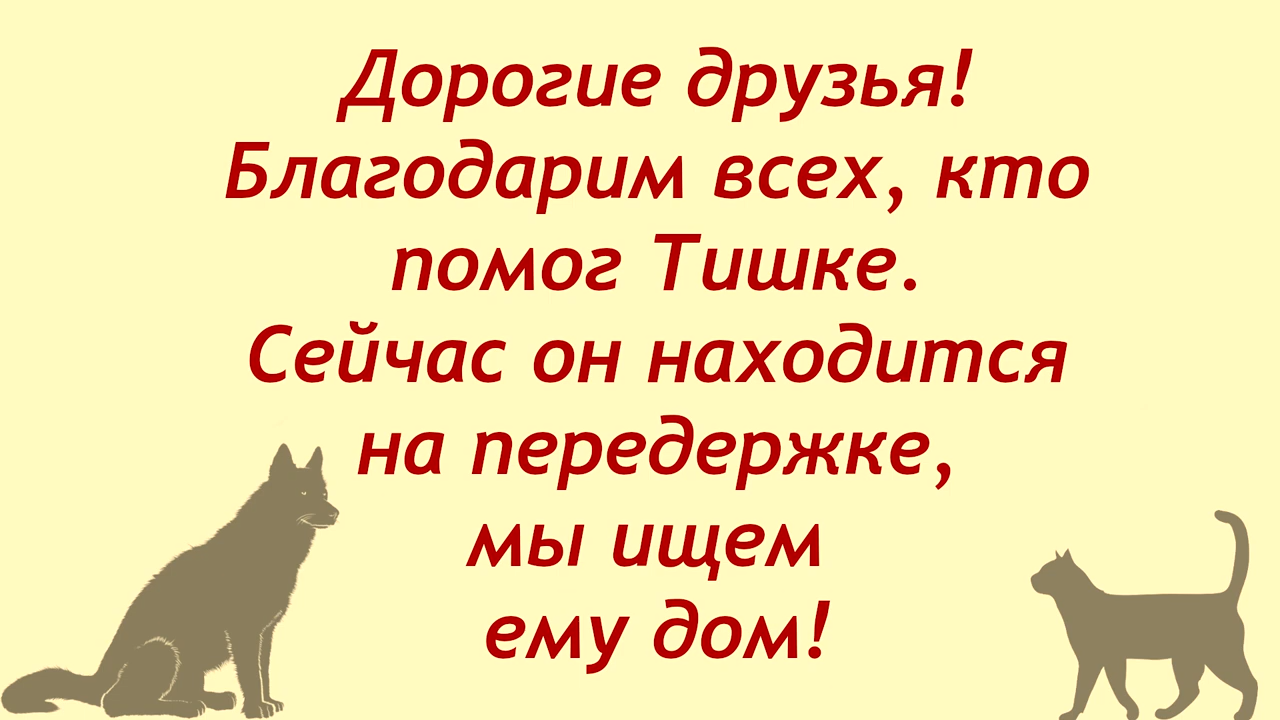 Дорогие друзья!
Благодарим всех, кто
помог Тишке.
Сейчас он находится
на передержке,
мы ищем
ему дом!